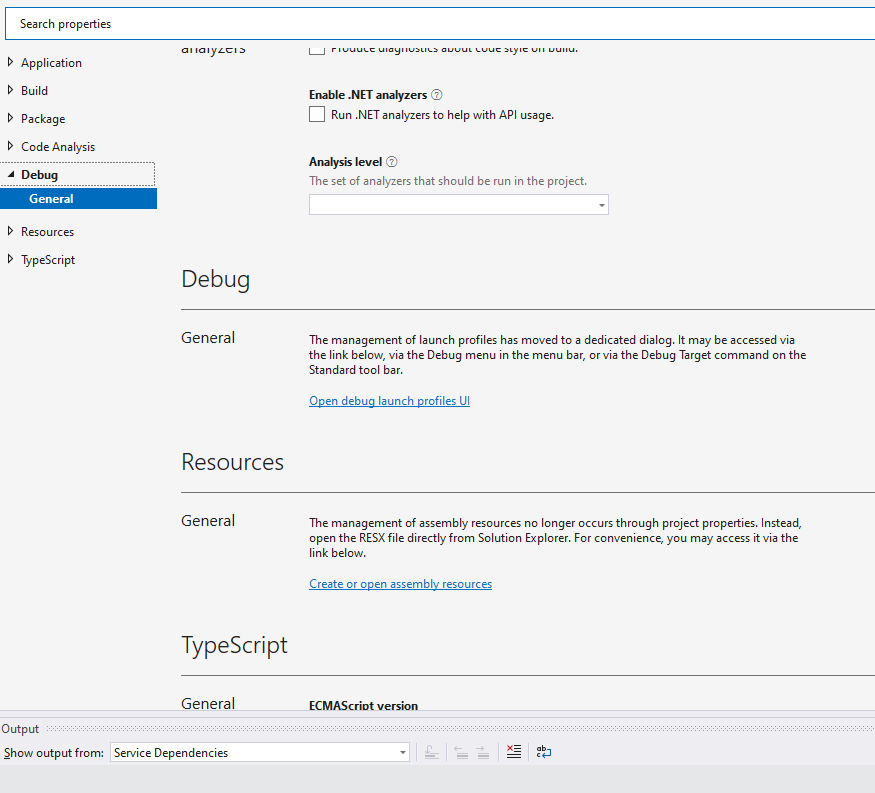 Search properties
Application
Build
Package
Code Analysis
Debug
General
Resources
TypeScript
analyzers
Produce diagnostics about code style on build.
Enable .NET analyzers
Run .NET analyzers to help with API usage.
Analysis level
The set of analyzers that should be run in the project.
Debug
General
The management of launch profiles has moved to a dedicated dialog. It may be accessed via
the link below, via the Debug menu in the menu bar, or via the Debug Target command on the
Standard tool bar.
Open debug launch profiles UI
Resources
General
The management of assembly resources no longer occurs through project properties. Instead,
open the RESX file directly from Solution Explorer. For convenience, you may access it via the
link below.
Create or open assembly resources
TypeScript
General
ECMAScript version
Output
Show output from: Service Dependencies